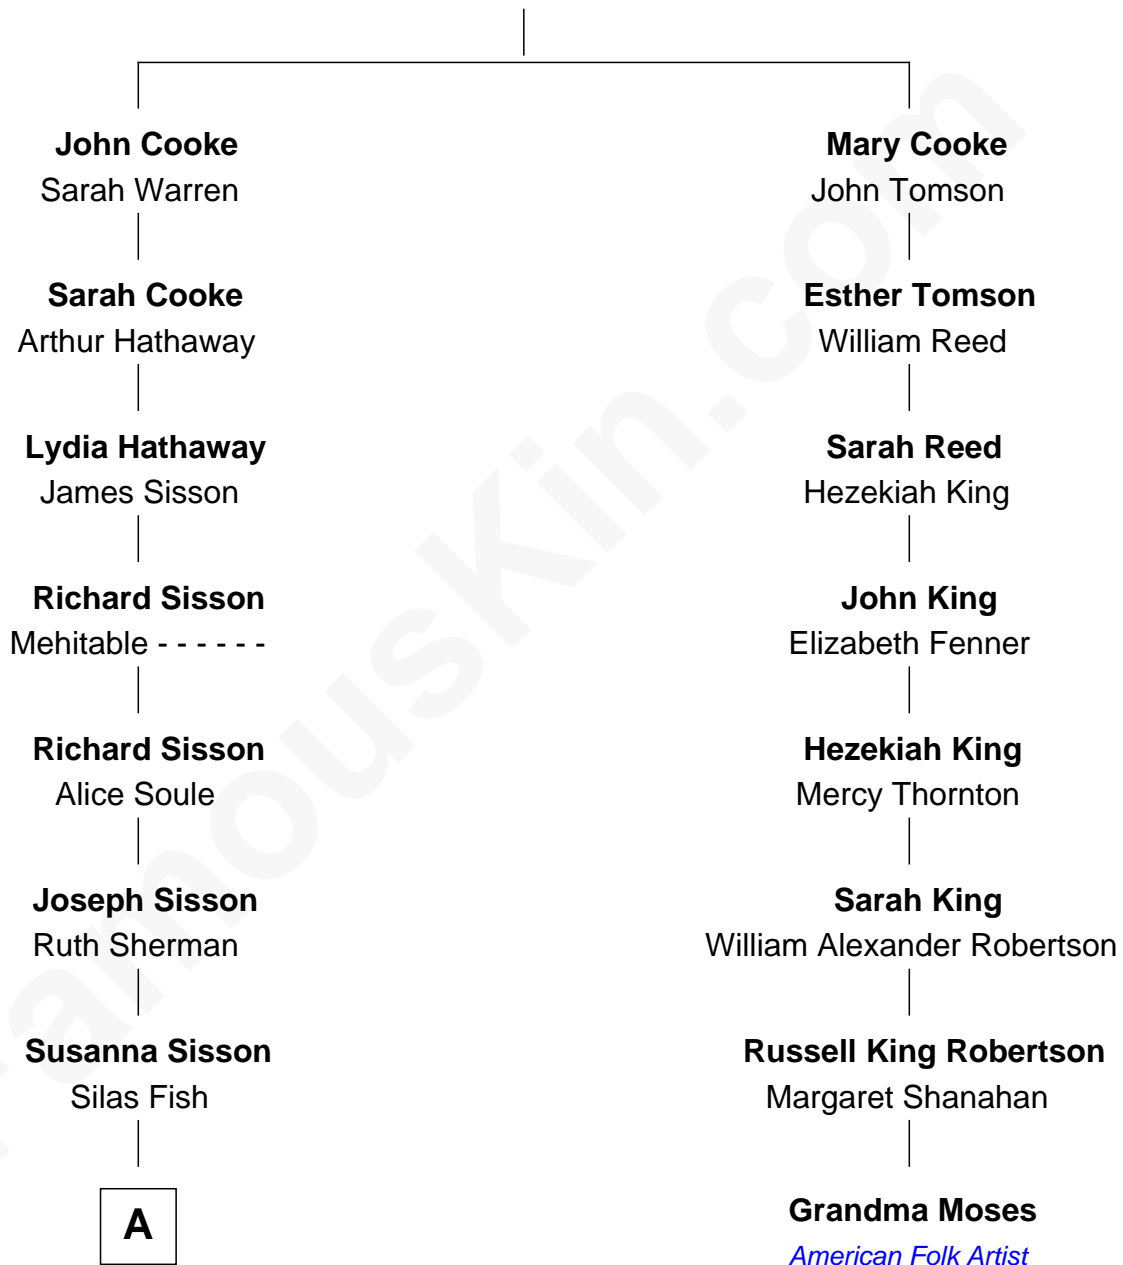 John Cooke
Sarah Warren
Mary Cooke
John Tomson
Sarah Cooke
Arthur Hathaway
Esther Tomson
William Reed
Lydia Hathaway
James Sisson
Sarah Reed
Hezekiah King
Richard Sisson
Mehitable - - - - - -
John King
Elizabeth Fenner
Richard Sisson
Alice Soule
Hezekiah King
Mercy Thornton
Joseph Sisson
Ruth Sherman
Sarah King
William Alexander Robertson
Susanna Sisson
Silas Fish
Russell King Robertson
Margaret Shanahan
A
Grandma Moses
American Folk Artist
FamousKin.com